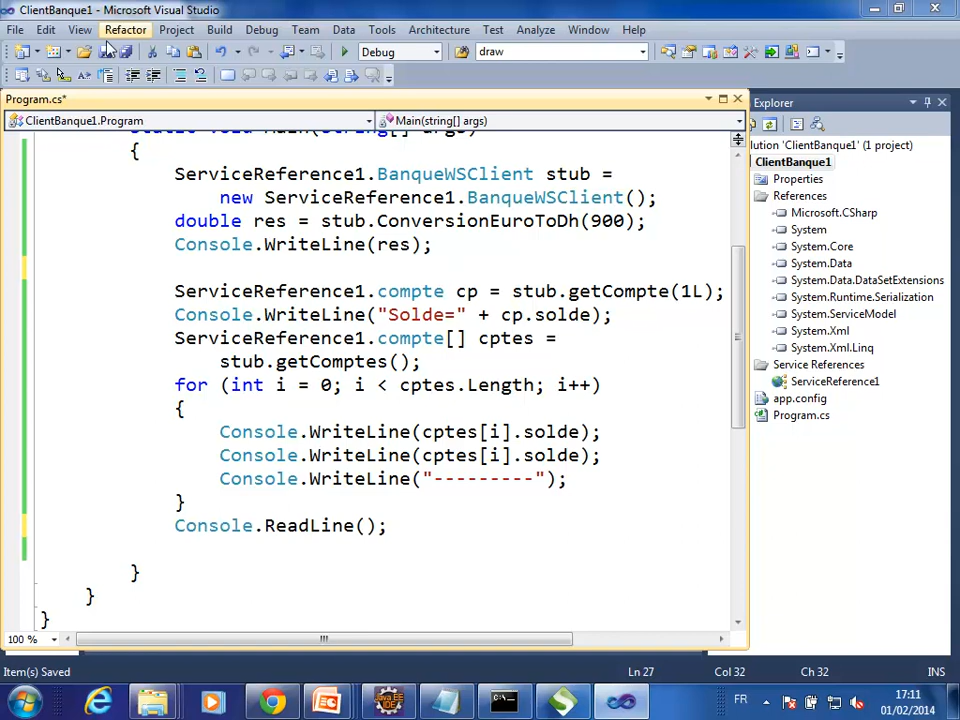 ClientBanque1 - Microsoft Visual Studio
File Edit View Refactor Project Build Debug Team Data Tools Architecture Test Analyze Window Help
Debug draw
Program.cs*
Explorer
ClientBanque1.Program Main(string[] args)
static void Main(String[] args)
{
ServiceReference1.BanqueWSClient stub =
new ServiceReference1.BanqueWSClient();
double res = stub.ConversionEuroToDh(900);
Console.WriteLine(res);
ServiceReference1.compte cp = stub.getCompte(1L);
Console.WriteLine("Solde=" + cp.solde);
ServiceReference1.compte[] cptes =
stub.getComptes();
for (int i = 0; i < cptes.Length; i++)
{
Console.WriteLine(cptes[i].solde);
Console.WriteLine(cptes[i].solde);
Console.WriteLine("---------");
}
Console.ReadLine();
}
}
}
lution 'ClientBanque1' (1 project)
ClientBanque1
Properties
References
Microsoft.CSharp
System
System.Core
System.Data
System.Data.DataSetExtensions
System.Runtime.Serialization
System.ServiceModel
System.Xml
System.Xml.Linq
Service References
ServiceReference1
app.config
Program.cs
100 %
Item(s) Saved Ln 27 Col 32 Ch 32 INS
FR 17:11
01/02/2014